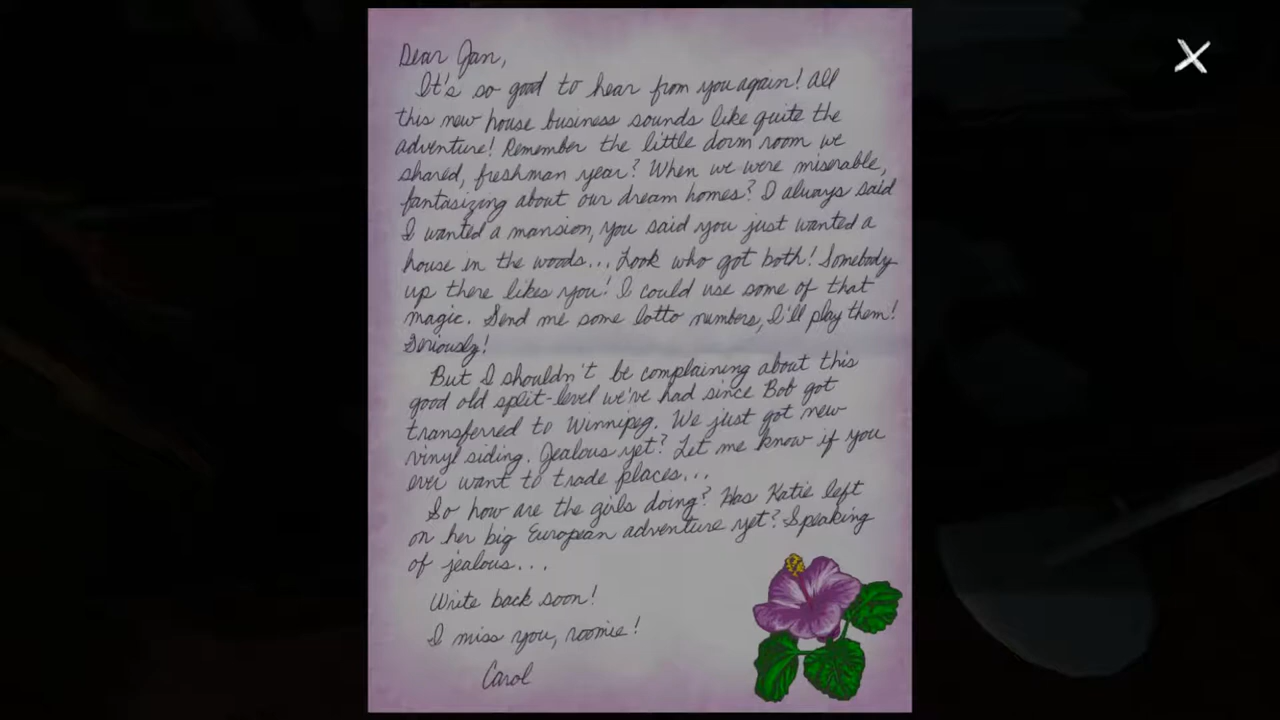 Dear Jan,
It's so good to hear from you again! All
this new house business sounds like quite the
adventure! Remember the little dorm room we
shared, freshman year? When we were miserable,
fantasizing about our dream homes? I always said
I wanted a mansion, you said you just wanted a
house in the woods... Look who got both! Somebody
up there likes you! I could use some of that
magic. Send me some lotto numbers, I'll play them!
Seriously!
But I shouldn't be complaining about this
good old split-level we've had since Bob got
transferred to Winnipeg. We just got new
vinyl siding. Jealous yet? Let me know if you
ever want to trade places...
So how are the girls doing? Has Katie left
on her big European adventure yet? Speaking
of jealous...
Write back soon!
I miss you, roomie!
Carol